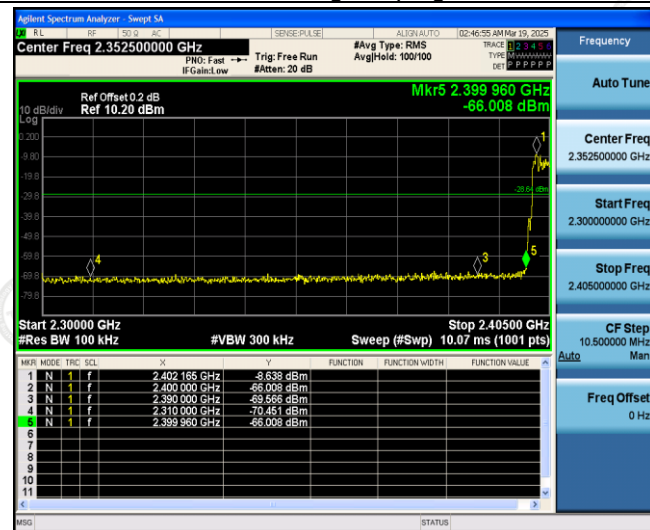 Agilent Spectrum Analyzer - Swept SA
RL RF 50 Ω AC SENSE:PULSE ALIGN AUTO 02:46:55 AM Mar 19, 2025
Center Freq 2.352500000 GHz #Avg Type: RMS TRACE 1 2 3 4 5 6
PNO: Fast Trig: Free Run Avg|Hold: 100/100 TYPE M
IFGain:Low #Atten: 20 dB DET P P P P P P
Frequency
Mkr5 2.399 960 GHz
-66.008 dBm
Ref Offset 0.2 dB
10 dB/div Ref 10.20 dBm
Log
0.200
-9.80
-19.8
-29.8
-39.8
-49.8
-59.8
-69.8
-79.8
1
-28.64 dBm
5
3
4
Start 2.30000 GHz Stop 2.40500 GHz
#Res BW 100 kHz #VBW 300 kHz Sweep (#Swp) 10.07 ms (1001 pts)
MKR MODE TRC SCL X Y FUNCTION FUNCTION WIDTH FUNCTION VALUE
1 N 1 f 2.402 165 GHz -8.638 dBm
2 N 1 f 2.400 000 GHz -66.008 dBm
3 N 1 f 2.390 000 GHz -69.566 dBm
4 N 1 f 2.310 000 GHz -70.451 dBm
5 N 1 f 2.399 960 GHz -66.008 dBm
6
7
8
9
10
11
MSG STATUS
Auto Tune
Center Freq
2.352500000 GHz
Start Freq
2.300000000 GHz
Stop Freq
2.405000000 GHz
CF Step
10.500000 MHz
Auto Man
Freq Offset
0 Hz